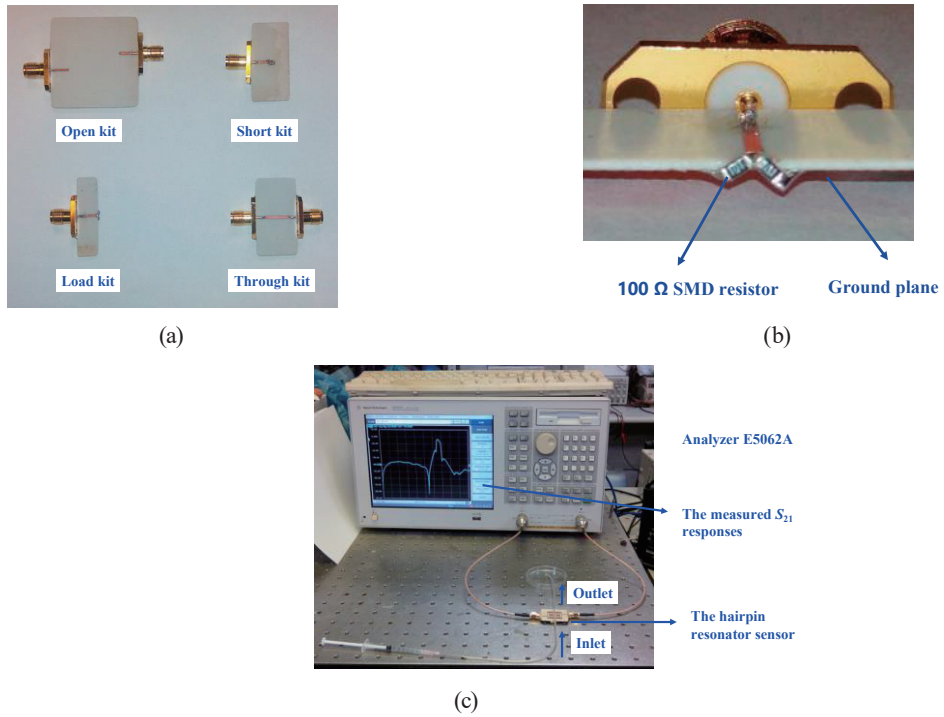 (a)
Open kit
Short kit
Load kit
Through kit
100 Ω SMD resistor
Ground plane
(b)
Analyzer E5062A
The measured S21
responses
Outlet
The hairpin
resonator sensor
Inlet
(c)